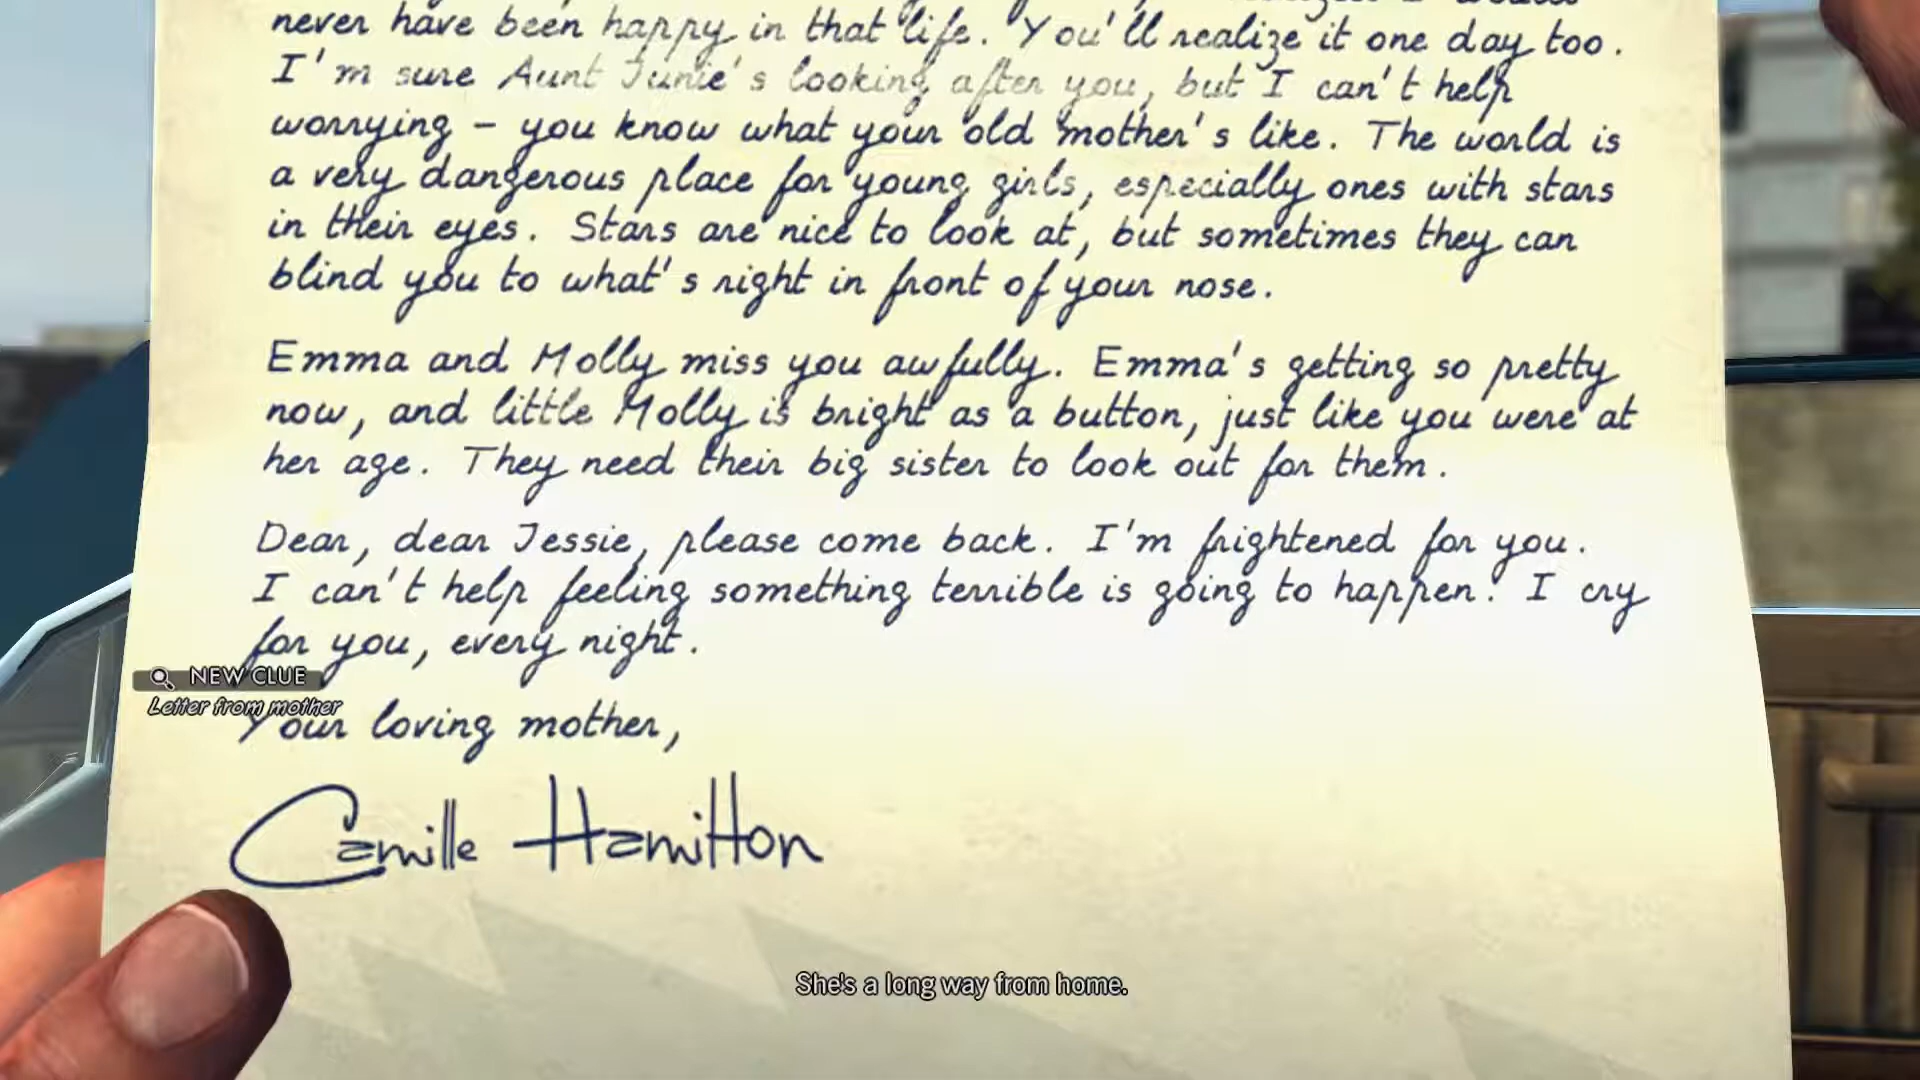 never have been happy in that life. You'll realize it one day too.
I'm sure Aunt Junie's looking after you, but I can't help
worrying - you know what your old mother's like. The world is
a very dangerous place for young girls, especially ones with stars
in their eyes. Stars are nice to look at, but sometimes they can
blind you to what's right in front of your nose.
Emma and Molly miss you awfully. Emma's getting so pretty
now, and little Molly is bright as a button, just like you were at
her age. They need their big sister to look out for them.
Dear, dear Jessie, please come back. I'm frightened for you.
I can't help feeling something terrible is going to happen. I cry
for you, every night.
NEW CLUE
Letter from mother
Your loving mother,
Camille Hamilton
She's a long way from home.